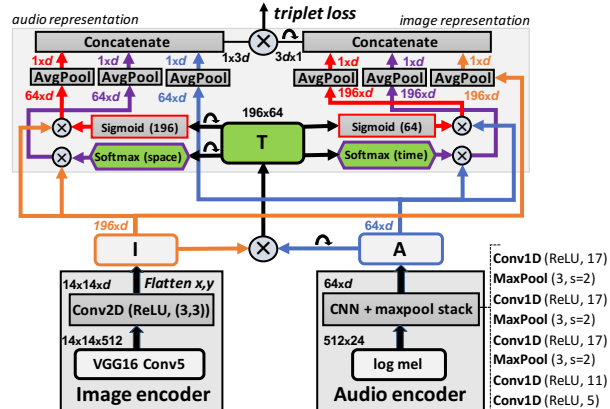 audio representation
triplet loss
image representation
Concatenate
1x3d
3dx1
Concatenate
1xd
1xd
1xd
1xd
1xd
1xd
AvgPool
AvgPool
AvgPool
AvgPool
AvgPool
AvgPool
64xd
64xd
64xd
196xd
196xd
196xd
196x64
Sigmoid (196)
T
Sigmoid (64)
Softmax (space)
Softmax (time)
196xd
64xd
I
A
14x14xd
Flatten x,y
64xd
Conv2D (ReLU, (3,3))
CNN + maxpool stack
14x14x512
512x24
VGG16 Conv5
log mel
Image encoder
Audio encoder
Conv1D (ReLU, 17)
MaxPool (3, s=2)
Conv1D (ReLU, 17)
MaxPool (3, s=2)
Conv1D (ReLU, 17)
MaxPool (3, s=2)
Conv1D (ReLU, 11)
Conv1D (ReLU, 5)